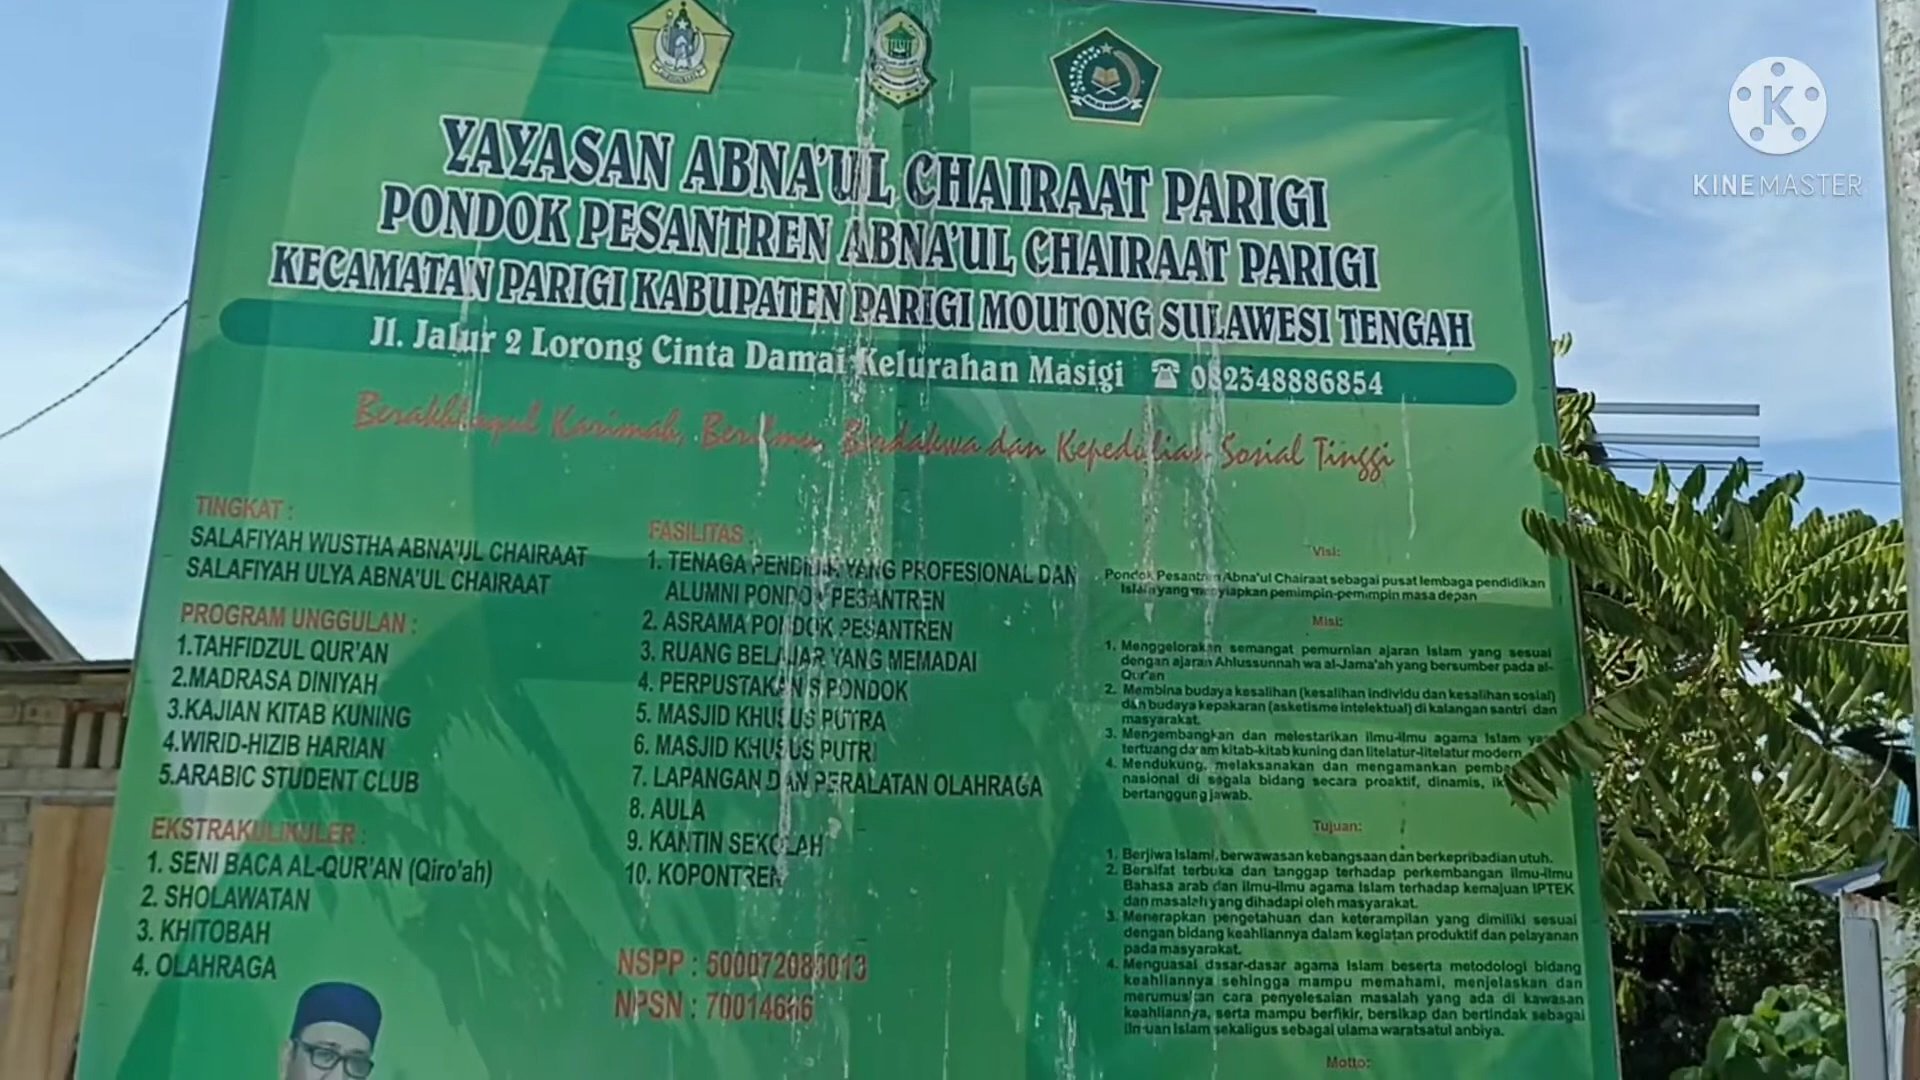 YAYASAN ABNA'UL CHAIRAAT PARIGI
PONDOK PESANTREN ABNA'UL CHAIRAAT PARIGI
KECAMATAN PARIGI KABUPATEN PARIGI MOUTONG SULAWESI TENGAH
Jl. Jalur 2 Lorong Cinta Damai Kelurahan Masigi ☎ 082348886854
Berakhlaqul Karimah, Berilmu, Berdakwa dan Kepedulian Sosial Tinggi
TINGKAT :
SALAFIYAH WUSTHA ABNA'UL CHAIRAAT
SALAFIYAH ULYA ABNA'UL CHAIRAAT
PROGRAM UNGGULAN :
1.TAHFIDZUL QUR'AN
2.MADRASA DINIYAH
3.KAJIAN KITAB KUNING
4.WIRID-HIZIB HARIAN
5.ARABIC STUDENT CLUB
EKSTRAKULIKULER :
1. SENI BACA AL-QUR'AN (Qiro'ah)
2. SHOLAWATAN
3. KHITOBAH
4. OLAHRAGA
FASILITAS :
1. TENAGA PENDIDIK YANG PROFESIONAL DAN
ALUMNI PONDOK PESANTREN
2. ASRAMA PONDOK PESANTREN
3. RUANG BELAJAR YANG MEMADAI
4. PERPUSTAKAN PONDOK
5. MASJID KHUSUS PUTRA
6. MASJID KHUSUS PUTRI
7. LAPANGAN DAN PERALATAN OLAHRAGA
8. AULA
9. KANTIN SEKOLAH
10. KOPONTREN
NSPP :
NPSN :
Visi:
Pondok Pesantren Abna'ul Chairaat sebagai pusat lembaga pendidikan
Islam yang menyiapkan pemimpin-pemimpin masa depan
Misi:
1. Menggelorakan semangat pemurnian ajaran Islam yang sesuai
dengan ajaran Ahlussunnah wa al-Jama'ah yang bersumber pada al-
Qur'an
2. Membina budaya kesalihan (kesalihan individu dan kesalihan sosial)
dan budaya kepakaran (asketisme intelektual) di kalangan santri dan
masyarakat.
3. Mengembangkan dan melestarikan ilmu-ilmu agama Islam
tertuang dalam kitab-kitab kuning dan litelatur-litelatur modern
4. Mendukung, melaksanakan dan mengamankan
nasional di segala bidang secara proaktif, dinamis,
bertanggung jawab.
Tujuan:
1. Berjiwa Islami, berwawasan kebangsaan dan berkepribadian utuh.
2. Bersifat terbuka dan tanggap terhadap perkembangan ilmu-ilmu
Bahasa arab dan ilmu-ilmu agama Islam terhadap kemajuan IPTEK
dan masalah yang dihadapi oleh masyarakat.
3. Menerapkan pengetahuan dan keterampilan yang dimiliki sesuai
dengan bidang keahliannya dalam kegiatan produktif dan pelayanan
pada masyarakat.
4. Menguasai dasar-dasar agama Islam beserta metodologi bidang
keahliannya sehingga mampu memahami, menjelaskan dan
merumuskan cara penyelesaian masalah yang ada di kawasan
keahliannya, serta mampu berfikir, bersikap dan bertindak sebagai
ilmuan Islam sekaligus sebagai ulama waratsatul anbiya.
Motto:
K
KINEMASTER